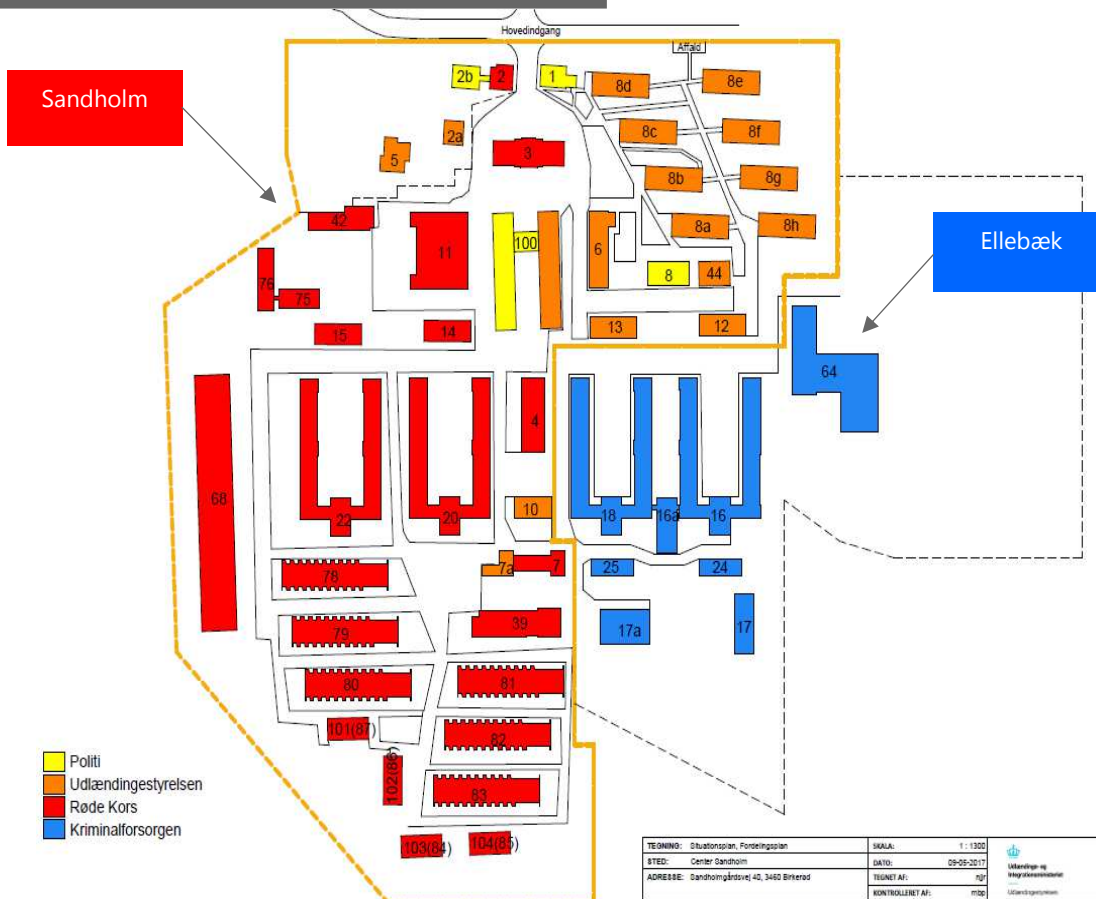 Hovedindgang
Affald
Sandholm
2b
2
1
8d
8e
2a
5
3
8c
8f
8b
8g
42
11
100
6
8a
8h
Ellebæk
76
75
8
44
15
14
13
12
64
4
68
22
20
10
18
16a
16
78
7a
7
25
24
79
39
17a
17
80
81
101(87)
82
102(86)
83
103(84)
104(85)
Politi
Udlændingestyrelsen
Røde Kors
Kriminalforsorgen
TEGNING: Situationsplan, Fordelingsplan
STED: Center Sandholm
ADRESSE: Sandholmgårdsvej 40, 3460 Birkerød
SKALA: 1 : 1300
DATO: 09-05-2017
TEGNET AF: njr
KONTROLLERET AF: mbp
Udlændinge- og
Integrationsministeriet
Udlændingestyrelsen